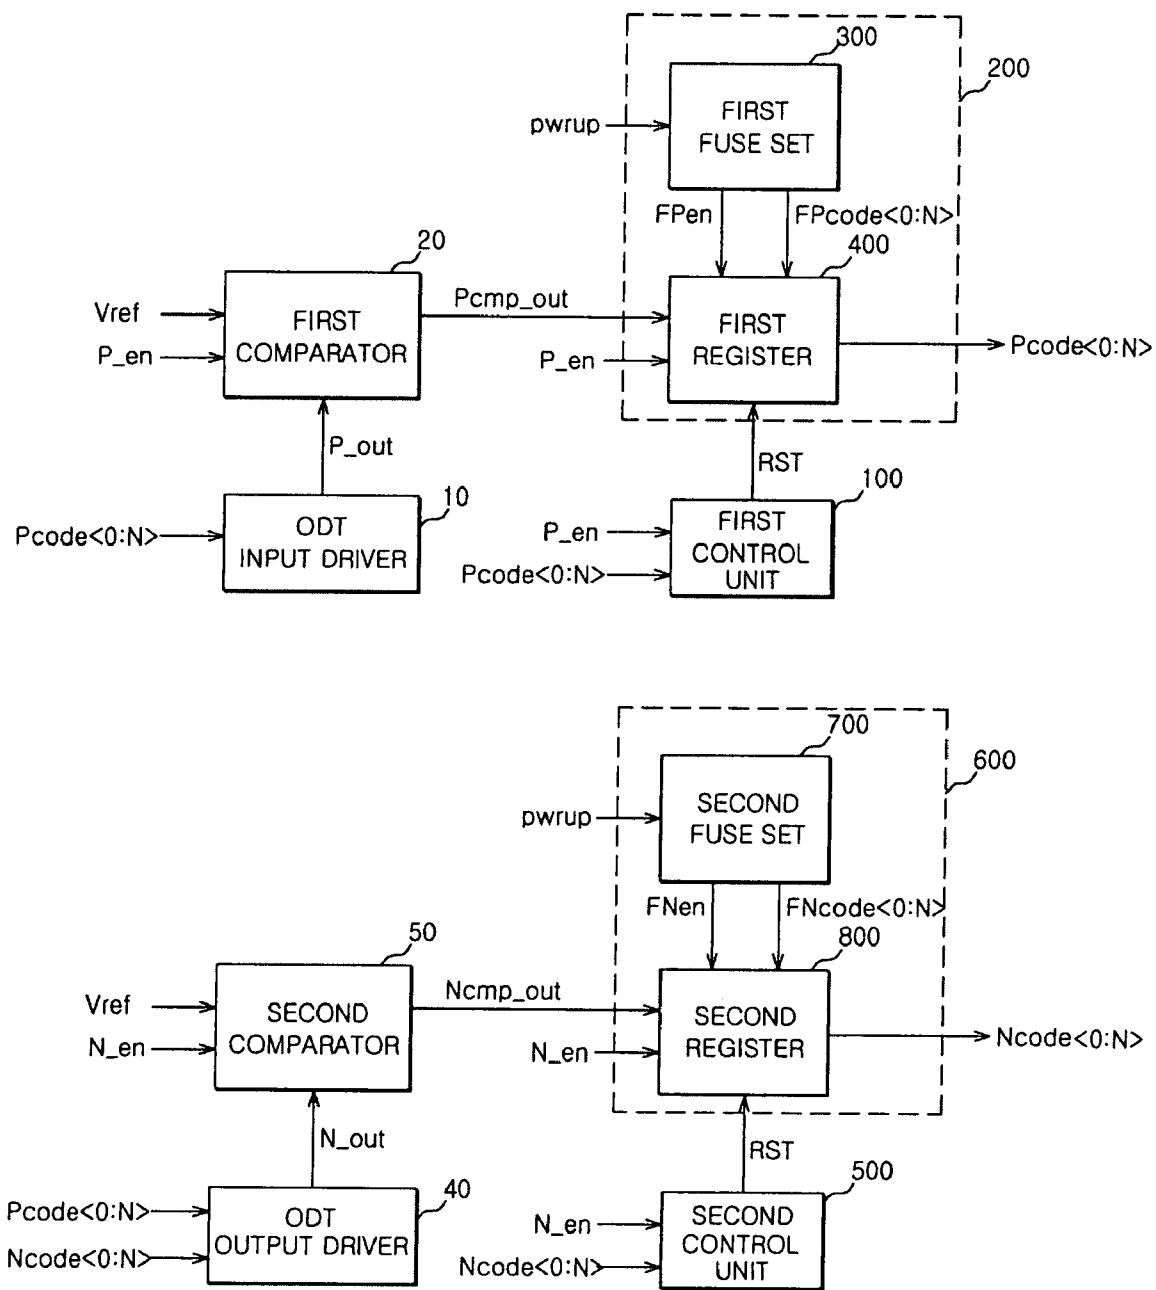 300
200
FIRST
FUSE SET
pwrup
FPen
FPcode<0:N>
20
400
Vref
P_en
FIRST
COMPARATOR
Pcmp_out
P_en
FIRST
REGISTER
Pcode<0:N>
P_out
RST
10
100
Pcode<0:N>
ODT
INPUT DRIVER
P_en
Pcode<0:N>
FIRST
CONTROL
UNIT
700
600
SECOND
FUSE SET
pwrup
FNen
FNcode<0:N>
50
800
Vref
N_en
SECOND
COMPARATOR
Ncmp_out
N_en
SECOND
REGISTER
Ncode<0:N>
N_out
RST
40
500
Pcode<0:N>
Ncode<0:N>
ODT
OUTPUT DRIVER
N_en
Ncode<0:N>
SECOND
CONTROL
UNIT